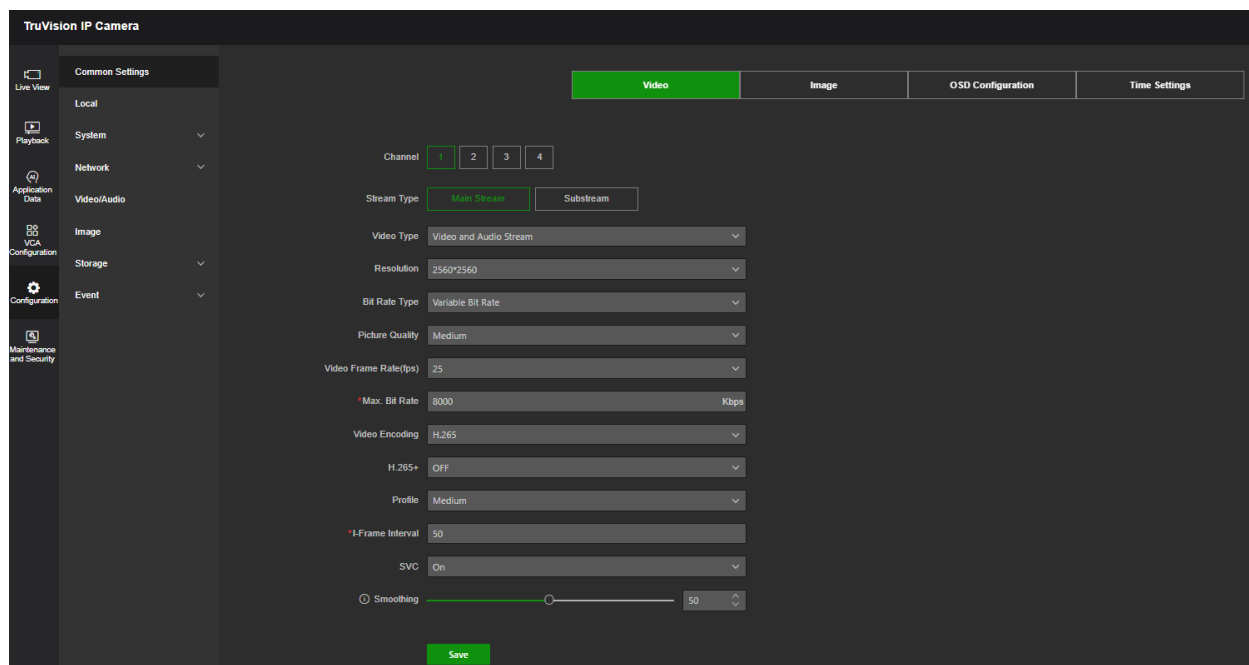 TruVision IP Camera
Live View
Playback
Application
Data
VCA
Configuration
Configuration
Maintenance
and Security
Common Settings
Local
System
Network
Video/Audio
Image
Storage
Event
Video Image OSD Configuration Time Settings
Channel 1 2 3 4
Stream Type Main Stream Substream
Video Type Video and Audio Stream
Resolution 2560*2560
Bit Rate Type Variable Bit Rate
Picture Quality Medium
Video Frame Rate(fps) 25
*Max. Bit Rate 8000 Kbps
Video Encoding H.265
H.265+ OFF
Profile Medium
*I-Frame Interval 50
SVC On
Smoothing 50
Save